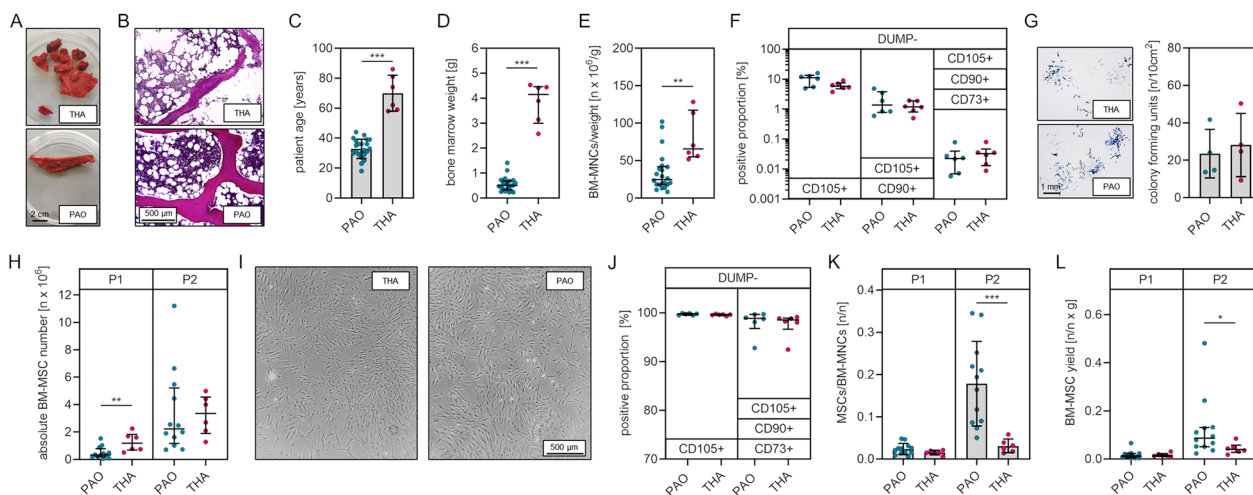 A
THA
2 cm
PAO
B
THA
500 µm
PAO
C
patient age [years]
100
80
60
40
20
0
***
PAO
THA
D
bone marrow weight [g]
6
5
4
3
2
1
0
***
PAO
THA
E
BM-MNCs/weight [n x 10⁶/g]
200
150
100
50
0
**
PAO
THA
F
DUMP-
positive proportion [%]
100
10
1
0.1
0.01
0.001
CD105+
CD105+
CD90+
CD105+
CD90+
CD73+
PAO
THA
PAO
THA
PAO
THA
G
THA
1 mm
PAO
colony forming units [n/10cm²]
80
60
40
20
0
PAO
THA
H
P1
P2
absolute BM-MSC number [n x 10⁶]
12
10
8
6
4
2
0
**
PAO
THA
PAO
THA
I
THA
PAO
500 µm
J
DUMP-
positive proportion [%]
100
90
80
70
CD105+
CD105+
CD90+
CD73+
PAO
THA
PAO
THA
K
P1
P2
MSCs/BM-MNCs [n/n]
0.4
0.3
0.2
0.1
0.0
***
PAO
THA
PAO
THA
L
P1
P2
BM-MSC yield [n/n x g]
0.6
0.4
0.2
0.0
*
PAO
THA
PAO
THA